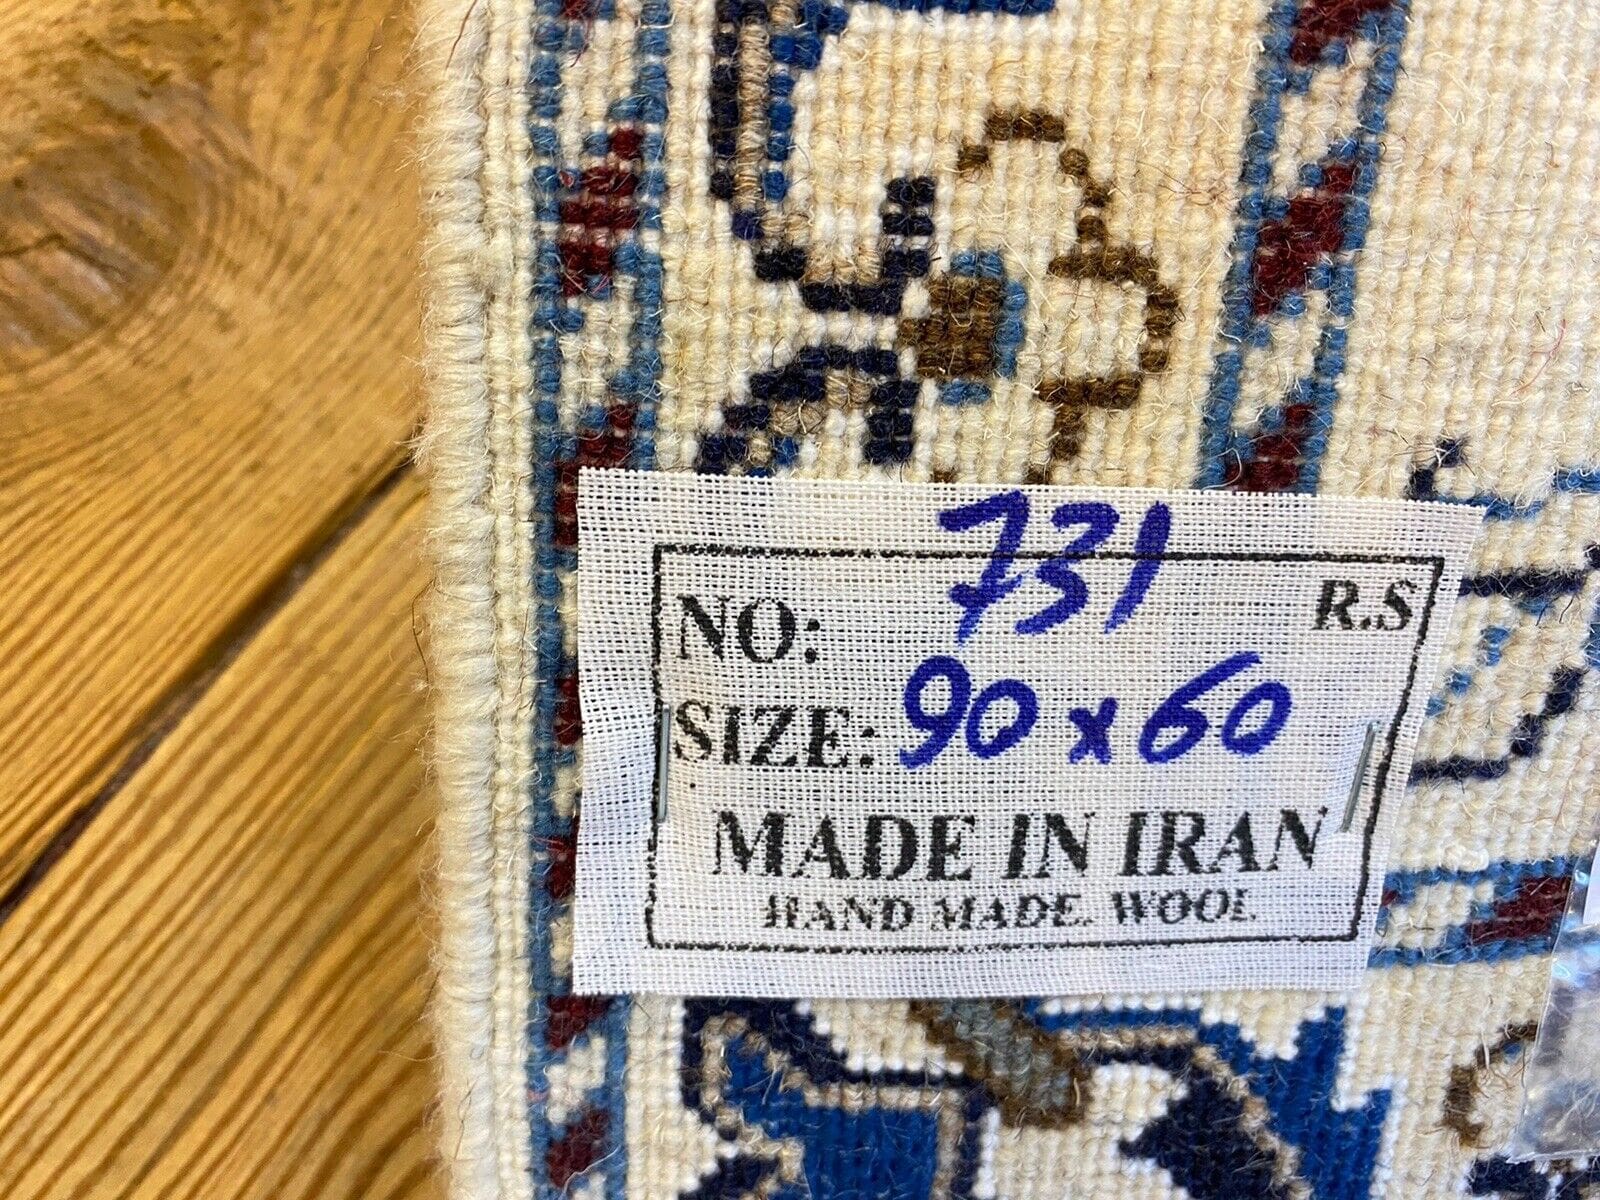 NO: 731 R.S
SIZE: 90 x 60
MADE IN IRAN
HAND MADE. WOOL